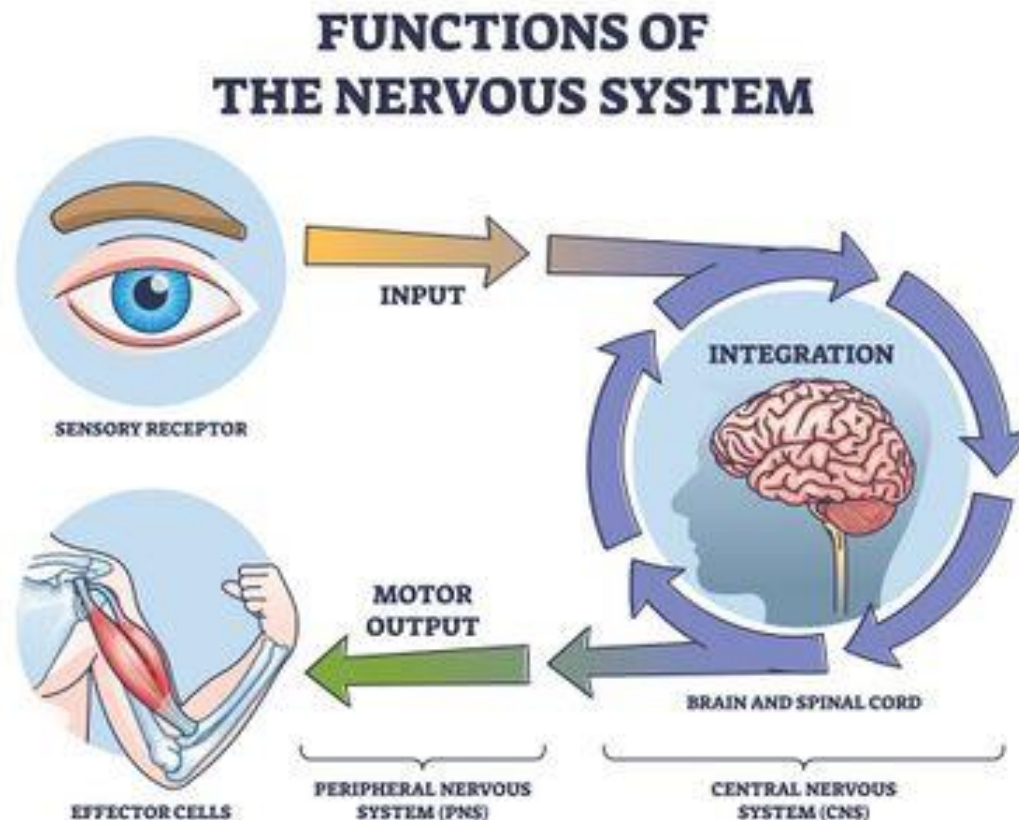 FUNCTIONS OF
THE NERVOUS SYSTEM
INPUT
INTEGRATION
SENSORY RECEPTOR
MOTOR
OUTPUT
BRAIN AND SPINAL CORD
EFFECTOR CELLS
PERIPHERAL NERVOUS
SYSTEM (PNS)
CENTRAL NERVOUS
SYSTEM (CNS)